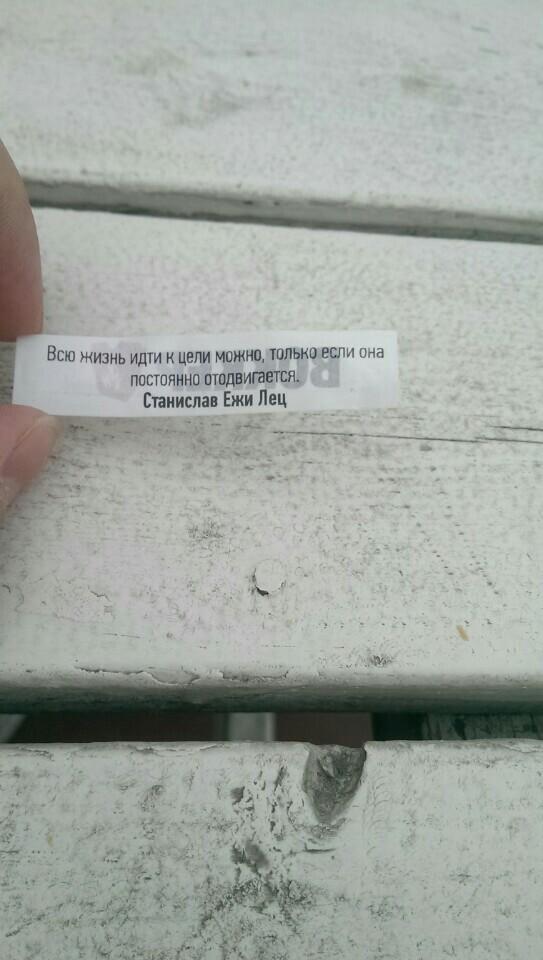 Всю жизнь идти к цели можно, только если она
постоянно отодвигается.
Станислав Ежи Лец